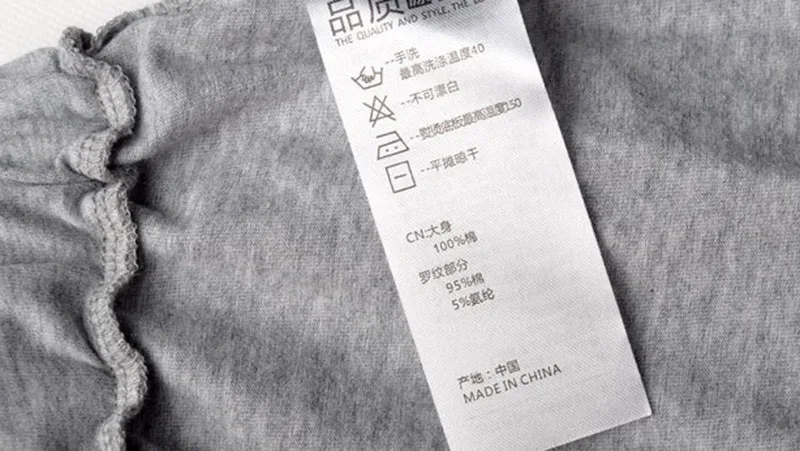 品质
THE QUALITY AND STYLE, THE
--手洗
最高洗涤温度40
--不可漂白
--熨烫底板最高温度150
--平摊晾干
CN:大身
100%棉
罗纹部分
95%棉
5%氨纶
产地：中国
MADE IN CHINA